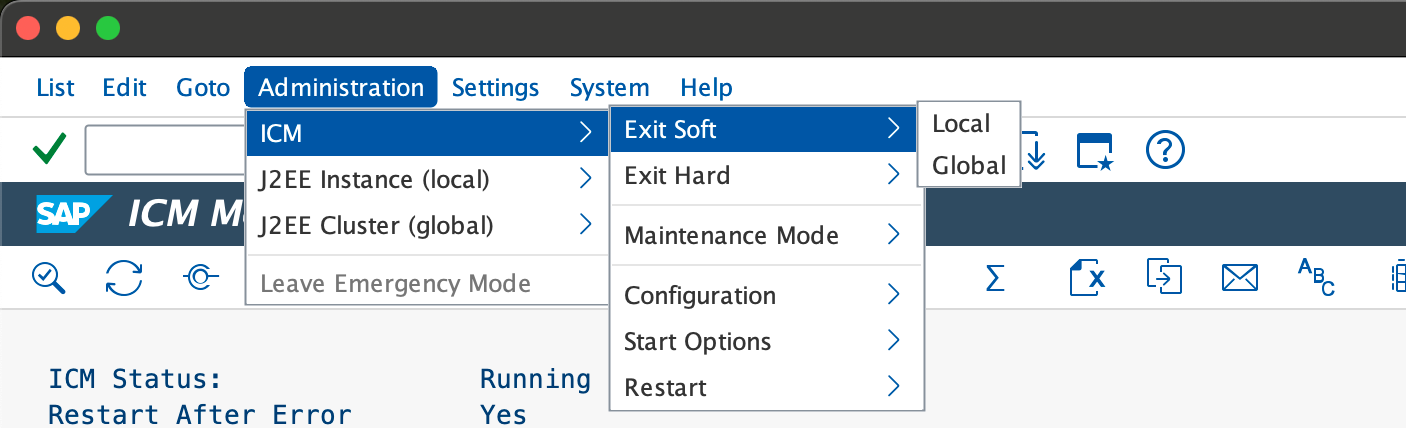 List Edit Goto Administration Settings System Help
ICM
J2EE Instance (local)
J2EE Cluster (global)
Leave Emergency Mode
Exit Soft
Exit Hard
Maintenance Mode
Configuration
Start Options
Restart
Local
Global
SAP ICM
Σ
ABC
ICM Status: Running
Restart After Error Yes